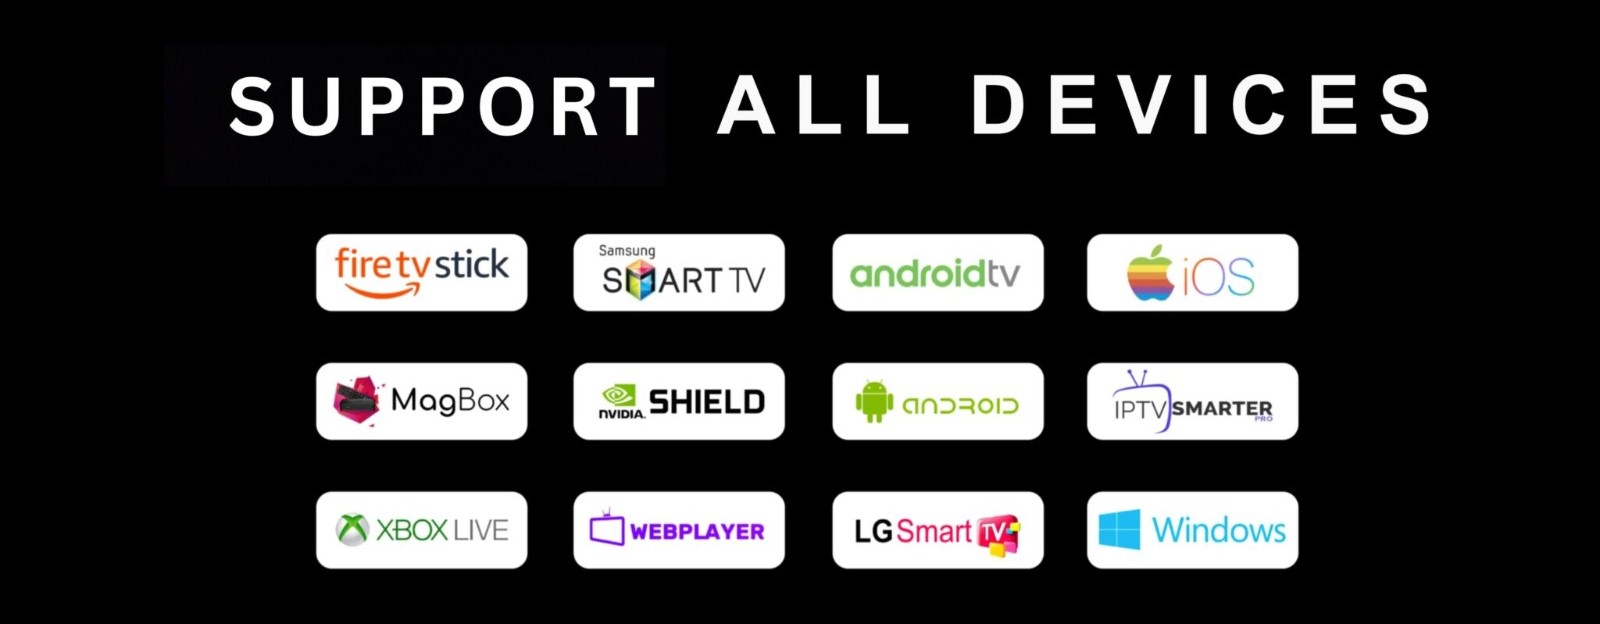 SUPPORT ALL DEVICES
fire tv stick
Samsung
SMART TV
androidtv
iOS
MagBox
NVIDIA. SHIELD
ANDROID
IPTV SMARTER
PRO
XBOX LIVE
WEBPLAYER
LG Smart TV
Windows